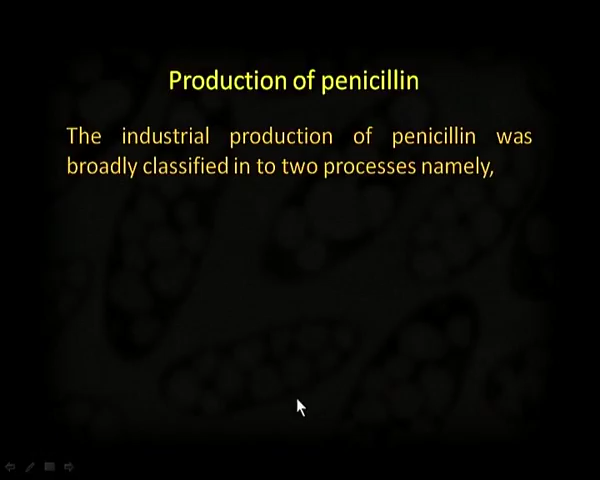 Production of penicillin
The industrial production of penicillin was
broadly classified in to two processes namely,